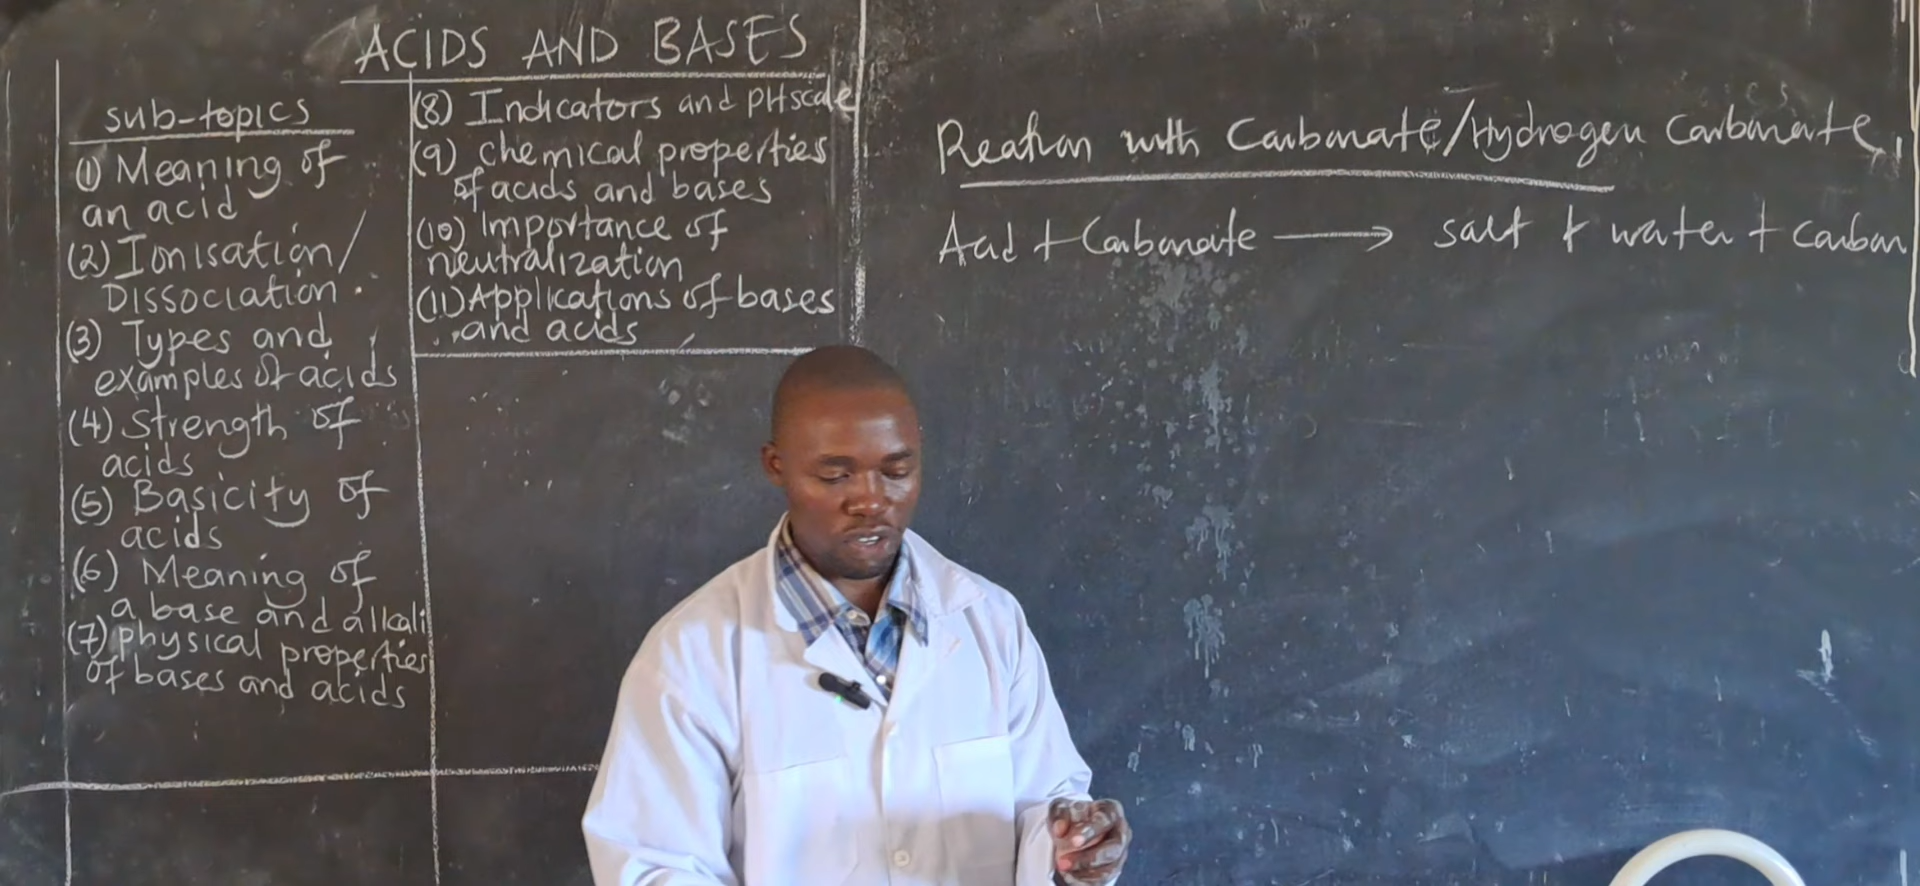 ACIDS AND BASES
sub-topics
(1) Meaning of
an acid
(2) Ionisation/
Dissociation.
(3) Types and
examples of acids
(4) Strength of
acids
(5) Basicity of
acids
(6) Meaning of
a base and alkali
(7) physical properties
of bases and acids
(8) Indicators and PH scale
(9) chemical properties
of acids and bases
(10) Importance of
neutralization
(11) Applications of bases
and acids
Reation with Carbonate/Hydrogen Carbonate,
Acid + Carbonate → salt + water + carbon